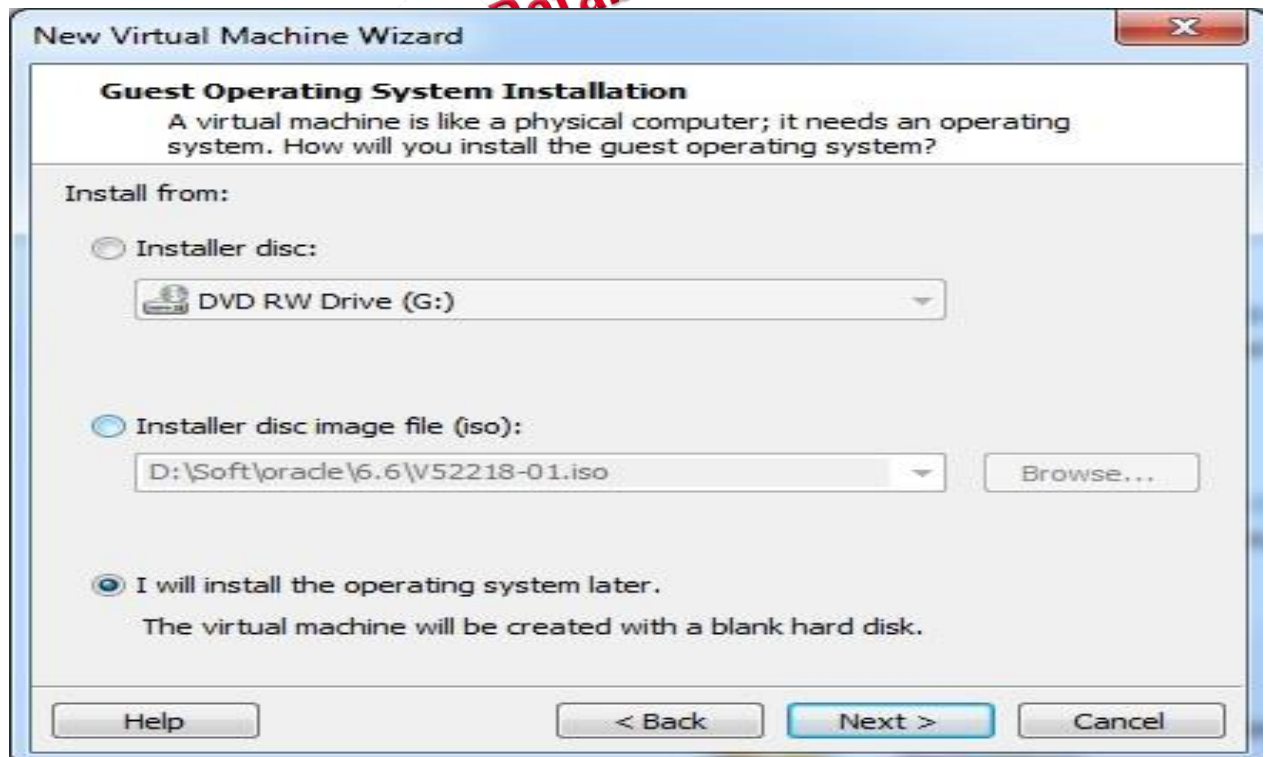 New Virtual Machine Wizard
Guest Operating System Installation
A virtual machine is like a physical computer; it needs an operating
system. How will you install the guest operating system?
Install from:
Installer disc:
DVD RW Drive (G:)
Installer disc image file (iso):
D:\Soft\oracle\6.6\V52218-01.iso
Browse...
I will install the operating system later.
The virtual machine will be created with a blank hard disk.
Help
< Back
Next >
Cancel